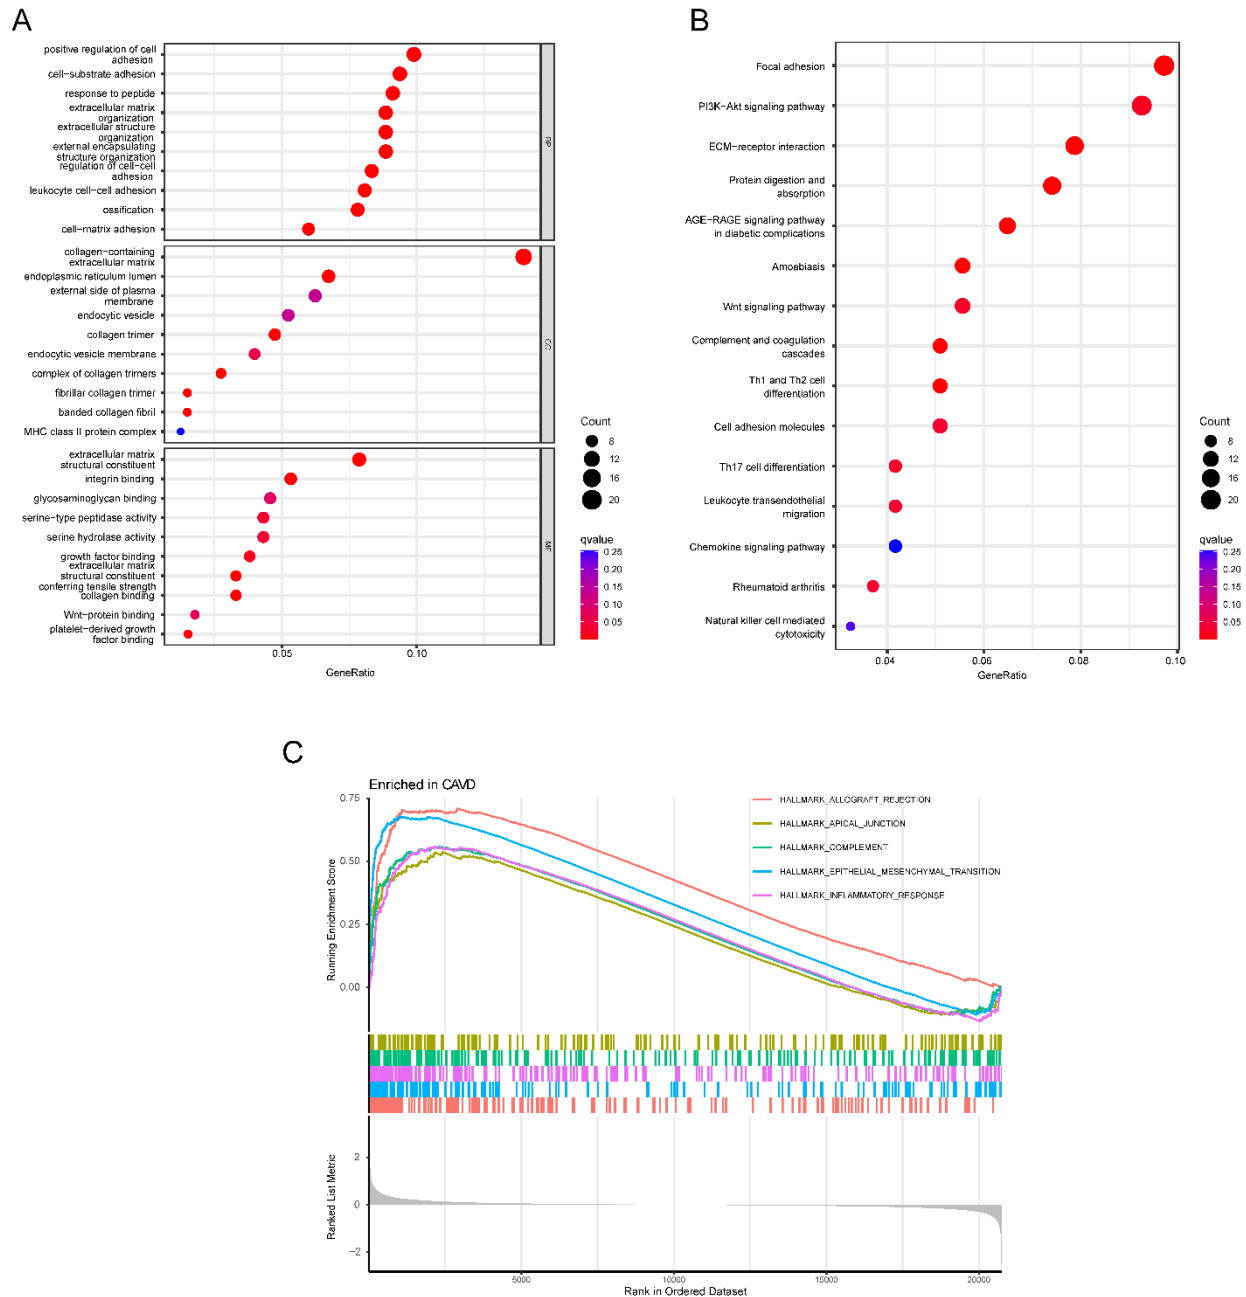 A
positive regulation of cell
adhesion
cell−substrate adhesion
response to peptide
extracellular matrix
organization
extracellular structure
organization
external encapsulating
structure organization
regulation of cell−cell
adhesion
leukocyte cell−cell adhesion
ossification
cell−matrix adhesion
BP
collagen−containing
extracellular matrix
endoplasmic reticulum lumen
external side of plasma
membrane
endocytic vesicle
collagen trimer
endocytic vesicle membrane
complex of collagen trimers
fibrillar collagen trimer
banded collagen fibril
MHC class II protein complex
CC
extracellular matrix
structural constituent
integrin binding
glycosaminoglycan binding
serine−type peptidase activity
serine hydrolase activity
growth factor binding
extracellular matrix
structural constituent
conferring tensile strength
collagen binding
Wnt−protein binding
platelet−derived growth
factor binding
MF
0.05
0.10
GeneRatio
Count
8
12
16
20
qvalue
0.25
0.20
0.15
0.10
0.05
B
Focal adhesion
PI3K−Akt signaling pathway
ECM−receptor interaction
Protein digestion and
absorption
AGE−RAGE signaling pathway
in diabetic complications
Amoebiasis
Wnt signaling pathway
Complement and coagulation
cascades
Th1 and Th2 cell
differentiation
Cell adhesion molecules
Th17 cell differentiation
Leukocyte transendothelial
migration
Chemokine signaling pathway
Rheumatoid arthritis
Natural killer cell mediated
cytotoxicity
0.04
0.06
0.08
0.10
GeneRatio
Count
8
12
16
20
qvalue
0.25
0.20
0.15
0.10
0.05
C
Enriched in CAVD
0.75
0.50
0.25
0.00
Running Enrichment Score
HALLMARK_ALLOGRAFT_REJECTION
HALLMARK_APICAL_JUNCTION
HALLMARK_COMPLEMENT
HALLMARK_EPITHELIAL_MESENCHYMAL_TRANSITION
HALLMARK_INFLAMMATORY_RESPONSE
2
0
−2
Ranked List Metric
5000
10000
15000
20000
Rank in Ordered Dataset